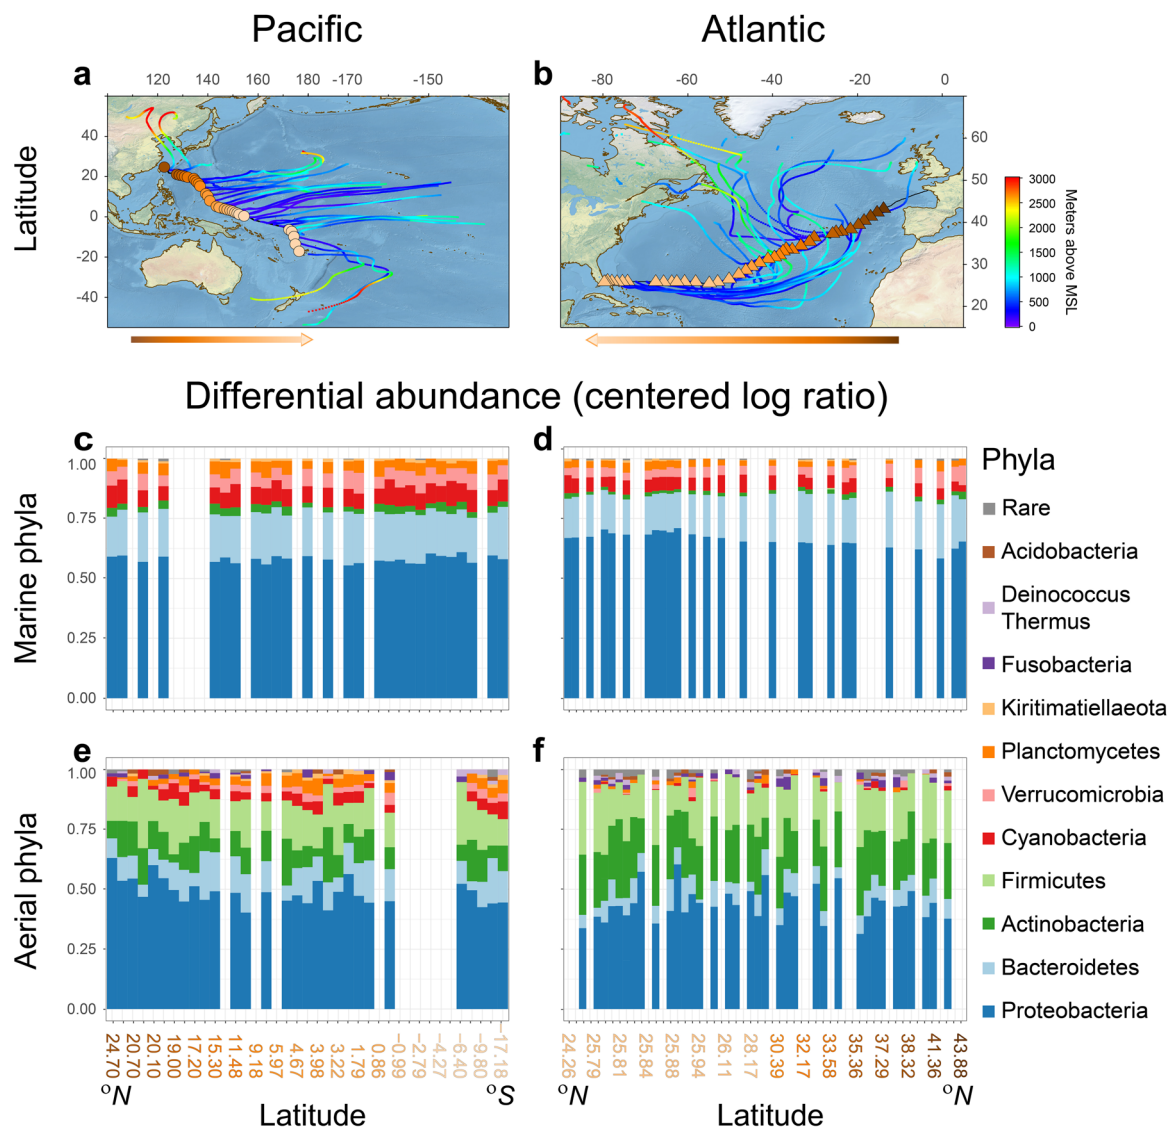 Pacific
Atlantic
a
120 140 160 180 -170 -150
b
-80 -60 -40 -20 0
Latitude
40
20
0
-20
-40
60
50
40
30
20
3000
2500
2000
1500
1000
500
0
Meters above MSL
Differential abundance (centered log ratio)
c
d
Marine phyla
1.00
0.75
0.50
0.25
0.00
Phyla
Rare
Acidobacteria
Deinococcus
Thermus
Fusobacteria
Kiritimatiellaeota
Planctomycetes
Verrucomicrobia
Cyanobacteria
Firmicutes
Actinobacteria
Bacteroidetes
Proteobacteria
e
f
Aerial phyla
1.00
0.75
0.50
0.25
0.00
24.70 20.70 20.10 19.00 17.20 15.30 11.48 9.18 5.97 4.67 3.98 3.22 1.79 0.86 -0.99 -2.79 -4.27 -6.40 -9.80 -17.18
24.26 25.79 25.81 25.84 25.88 25.94 26.11 28.17 30.39 32.17 33.58 35.36 37.29 38.32 41.36 43.88
oN
oS
oN
oN
Latitude
Latitude